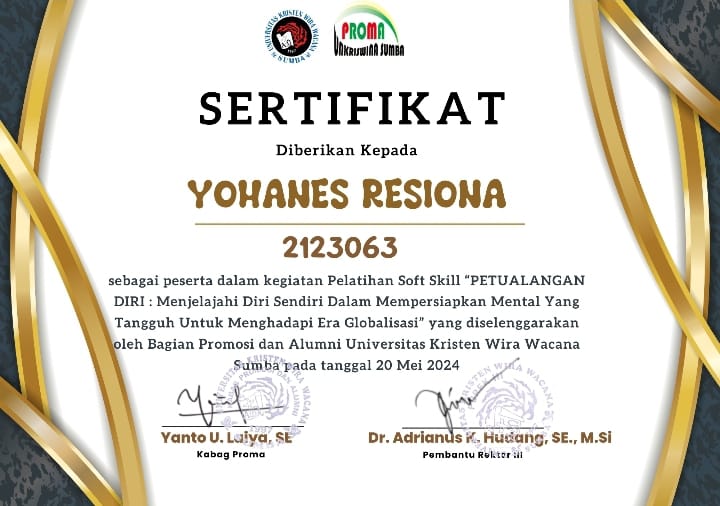 UNIVERSITAS KRISTEN WIRA WACANA
SUMBA
PROMA
UNKRISWINA SUMBA
SERTIFIKAT
Diberikan Kepada
YOHANES RESIONA
2123063
sebagai peserta dalam kegiatan Pelatihan Soft Skill “PETUALANGAN
DIRI : Menjelajahi Diri Sendiri Dalam Mempersiapkan Mental Yang
Tangguh Untuk Menghadapi Era Globalisasi” yang diselenggarakan
oleh Bagian Promosi dan Alumni Universitas Kristen Wira Wacana
Sumba pada tanggal 20 Mei 2024
Yanto U. Laiya, SE
Kabag Proma
Dr. Adrianus K. Hudang, SE., M.Si
Pembantu Rektor III